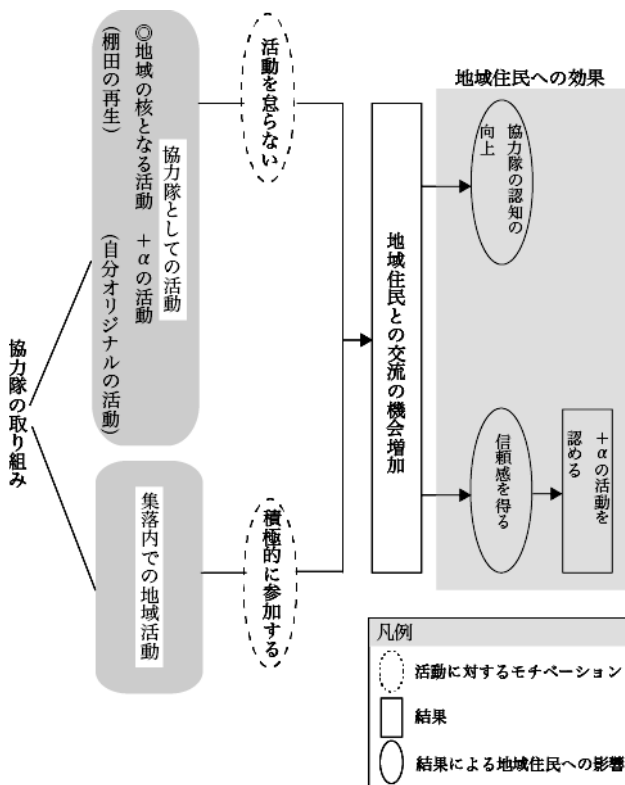 協力隊の取り組み
協力隊としての活動
◎地域の核となる活動
(棚田の再生)
+αの活動
(自分オリジナルの活動)
集落内での地域活動
活動を怠らない
積極的に参加する
地域住民との交流の機会増加
地域住民への効果
協力隊の認知の
向上
信頼感を得る
+αの活動を
認める
凡例
活動に対するモチベーション
結果
結果による地域住民への影響